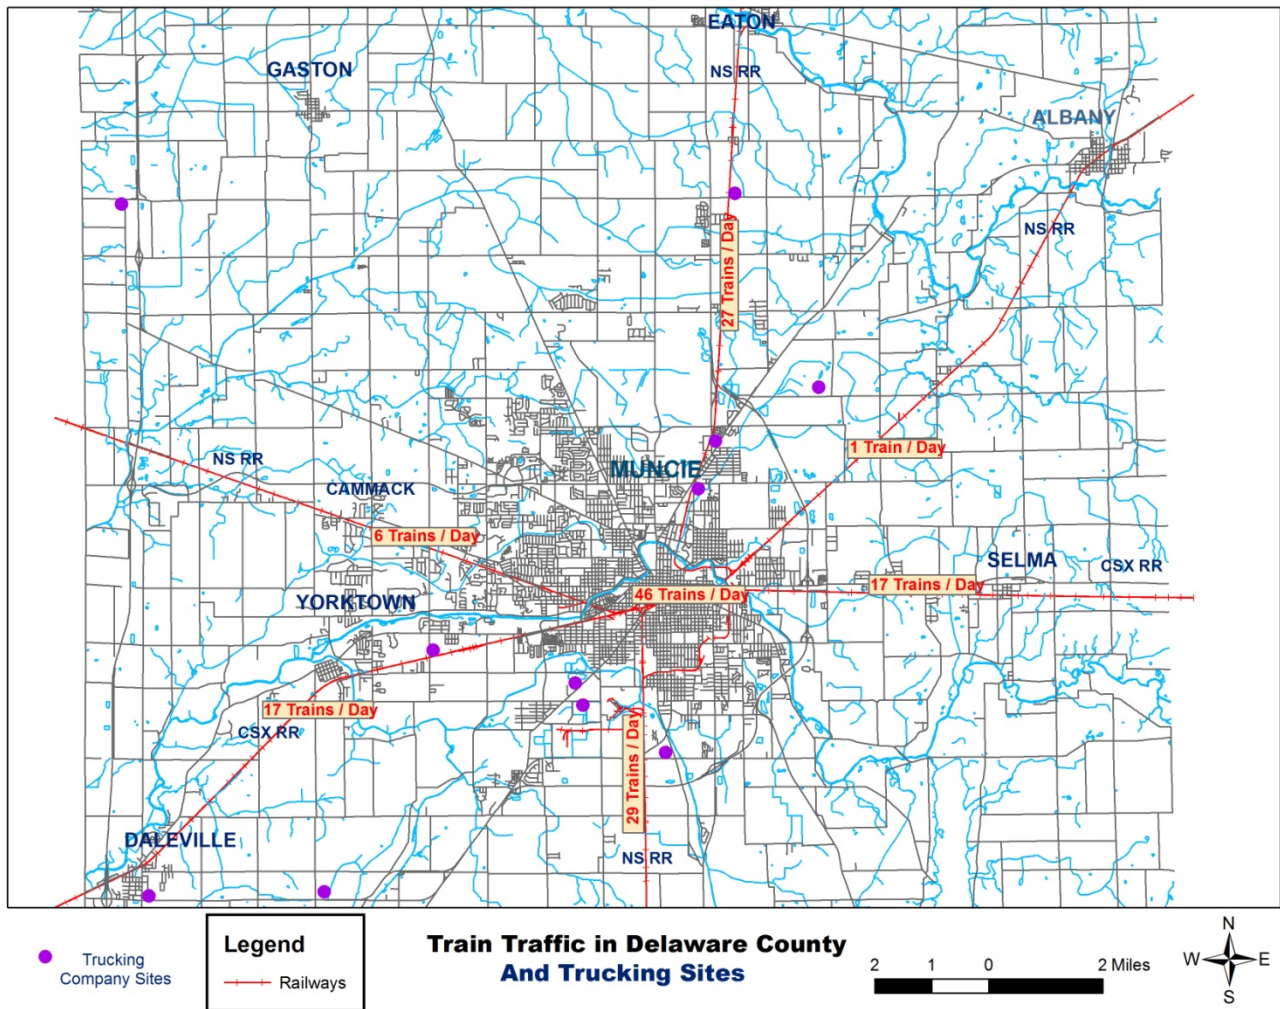 EATON
GASTON
NS RR
ALBANY
NS RR
27 Trains / Day
1 Train / Day
MUNCIE
NS RR
CAMMACK
6 Trains / Day
SELMA
CSX RR
17 Trains / Day
46 Trains / Day
YORKTOWN
17 Trains / Day
CSX RR
29 Trains / Day
DALEVILLE
NS RR
Trucking
Company Sites
Legend
Railways
Train Traffic in Delaware County
And Trucking Sites
2 1 0 2 Miles
N
W E
S